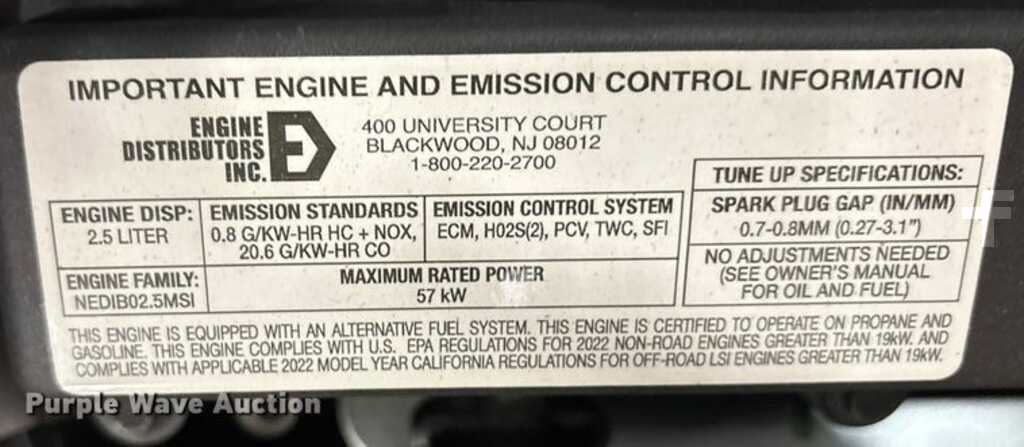 IMPORTANT ENGINE AND EMISSION CONTROL INFORMATION
ENGINE
DISTRIBUTORS
INC.
400 UNIVERSITY COURT
BLACKWOOD, NJ 08012
1-800-220-2700
ENGINE DISP:
2.5 LITER
EMISSION STANDARDS
0.8 G/KW-HR HC + NOX,
20.6 G/KW-HR CO
EMISSION CONTROL SYSTEM
ECM, H02S(2), PCV, TWC, SFI
ENGINE FAMILY:
NEDIB02.5MSI
MAXIMUM RATED POWER
57 kW
TUNE UP SPECIFICATIONS:
SPARK PLUG GAP (IN/MM)
0.7-0.8MM (0.27-3.1")
NO ADJUSTMENTS NEEDED
(SEE OWNER'S MANUAL
FOR OIL AND FUEL)
THIS ENGINE IS EQUIPPED WITH AN ALTERNATIVE FUEL SYSTEM. THIS ENGINE IS CERTIFIED TO OPERATE ON PROPANE AND
GASOLINE. THIS ENGINE COMPLIES WITH U.S. EPA REGULATIONS FOR 2022 NON-ROAD ENGINES GREATER THAN 19kW. AND
COMPLIES WITH APPLICABLE 2022 MODEL YEAR CALIFORNIA REGULATIONS FOR OFF-ROAD LSI ENGINES GREATER THAN 19kW.
Purple Wave Auction